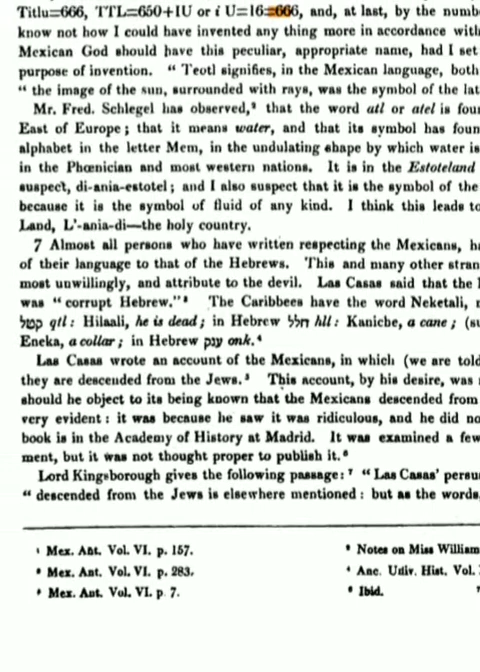 Titlu=666, TTL=650+IU or i U=16=666, and, at last, by the numb
know not how I could have invented any thing more in accordance wit
Mexican God should have this peculiar, appropriate name, had I set
purpose of invention. “ Teotl signifies, in the Mexican language, both
“ the image of the sun, surrounded with rays, was the symbol of the lat
Mr. Fred. Schlegel has observed, that the word atl or atel is fou
East of Europe; that it means water, and that its symbol has foun
alphabet in the letter Mem, in the undulating shape by which water is
in the Phœnician and most western nations. It is in the Estoteland
suspect, di-ania-estotel; and I also suspect that it is the symbol of the
because it is the symbol of fluid of any kind. I think this leads to
Land, L'-ania-di—the holy country.
7 Almost all persons who have written respecting the Mexicans, h
of their language to that of the Hebrews. This and many other stran
most unwillingly, and attribute to the devil. Las Casas said that the
was “ corrupt Hebrew.” The Caribbees have the word Neketali,
קטל qtl: Hilaali, he is dead; in Hebrew חלל hll: Kaniche, a cane; (su
Eneka, a collar; in Hebrew ענק onk.⁴
Las Casas wrote an account of the Mexicans, in which (we are told
they are descended from the Jews.⁵ This account, by his desire, was
should he object to its being known that the Mexicans descended from
very evident: it was because he saw it was ridiculous, and he did no
book is in the Academy of History at Madrid. It was examined a few
ment, but it was not thought proper to publish it.⁶
Lord Kingsborough gives the following passage:⁷ “ Las Casas' persu
“ descended from the Jews is elsewhere mentioned: but as the words,
¹ Mex. Ant. Vol. VI. p. 157.
Notes on Miss William
Mex. Ant. Vol. VI. p. 283.
⁴ Anc. Univ. Hist. Vol.
Mex. Ant. Vol. VI. p. 7.
⁶ Ibid.